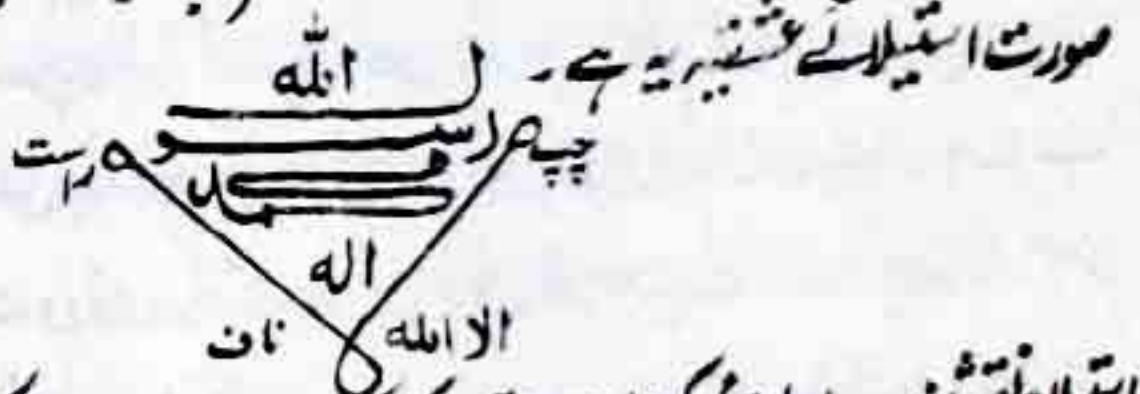 صورت استیلائے عشقیہ یہ ہے۔
الله
رسول
چپ
راست
محمد
اله
الا الله
ناف